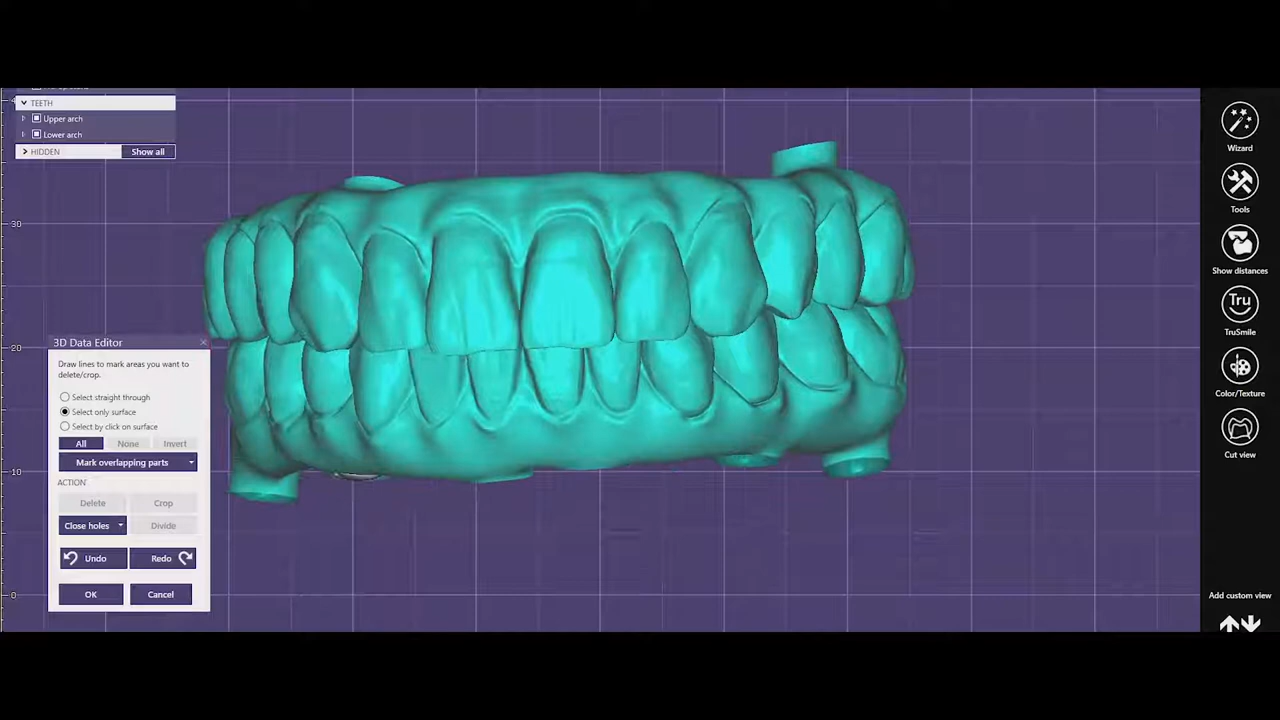 TEETH
Upper arch
Lower arch
HIDDEN
Show all
30
20
10
0
3D Data Editor
Draw lines to mark areas you want to
delete/crop.
Select straight through
Select only surface
Select by click on surface
All None Invert
Mark overlapping parts
ACTION
Delete Crop
Close holes Divide
Undo Redo
OK Cancel
Wizard
Tools
Show distances
Tru
TruSmile
Color/Texture
Cut view
Add custom view